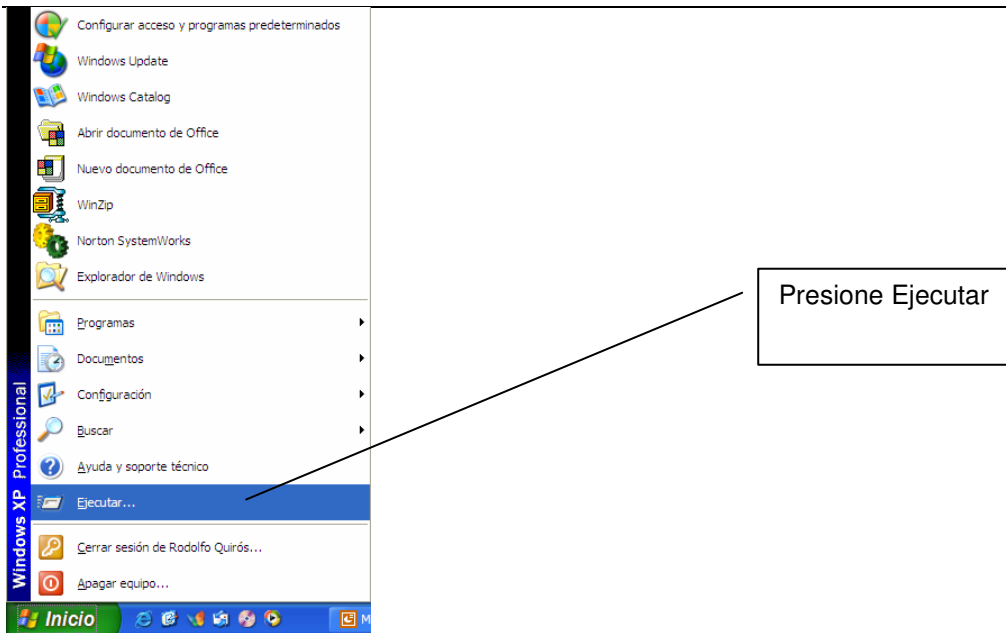 Configurar acceso y programas predeterminados
Windows Update
Windows Catalog
Abrir documento de Office
Nuevo documento de Office
WinZip
Norton SystemWorks
Explorador de Windows
Programas
Documentos
Configuración
Buscar
Ayuda y soporte técnico
Ejecutar...
Cerrar sesión de Rodolfo Quirós...
Apagar equipo...
Windows XP Professional
Inicio
M
Presione Ejecutar